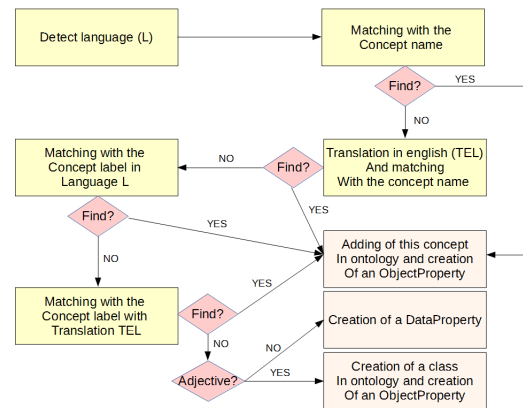 Detect language (L)
Matching with the
Concept name
Find?
YES
NO
Translation in english (TEL)
And matching
With the concept name
Find?
NO
YES
Matching with the
Concept label in
Language L
Find?
YES
NO
Adding of this concept
In ontology and creation
Of an ObjectProperty
Matching with the
Concept label with
Translation TEL
Find?
YES
NO
Creation of a DataProperty
Adjective?
NO
YES
Creation of a class
In ontology and creation
Of an ObjectProperty